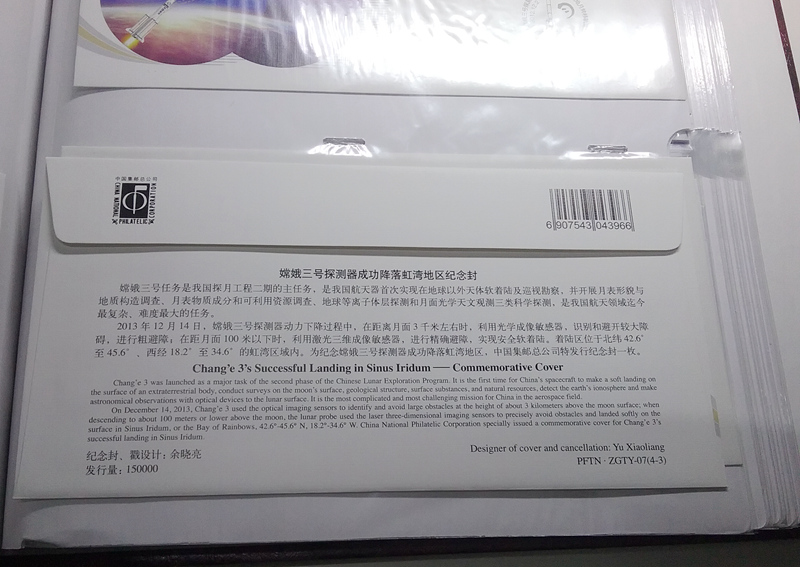 中国集邮总公司
CHINA NATIONAL
PHILATELIC
CORPORATION
6 907543 043966
嫦娥三号探测器成功降落虹湾地区纪念封
嫦娥三号任务是我国探月工程二期的主任务，是我国航天器首次实现在地球以外天体软着陆及巡视勘察，并开展月表形貌与
地质构造调查、月表物质成分和可利用资源调查、地球等离子体层探测和月面光学天文观测三类科学探测，是我国航天领域迄今
最复杂、难度最大的任务。
2013 年 12 月 14 日，嫦娥三号探测器动力下降过程中，在距离月面 3 千米左右时，利用光学成像敏感器，识别和避开较大障
碍，进行粗避障，在距月面 100 米以下时，利用激光三维成像敏感器，进行精确避障，实现安全软着陆。着陆区位于北纬 42.6°
至 45.6°、西经 18.2° 至 34.6° 的虹湾区域内。为纪念嫦娥三号探测器成功降落虹湾地区，中国集邮总公司特发行纪念封一枚。
Chang'e 3's Successful Landing in Sinus Iridum — Commemorative Cover
Chang'e 3 was launched as a major task of the second phase of the Chinese Lunar Exploration Program. It is the first time for China's spacecraft to make a soft landing on
the surface of an extraterrestrial body, conduct surveys on the moon's surface, geological structure, surface substances, and natural resources, detect the earth's ionosphere and make
astronomical observations with optical devices to the lunar surface. It is the most complicated and most challenging mission for China in the aerospace field.
On December 14, 2013, Chang'e 3 used the optical imaging sensors to identify and avoid large obstacles at the height of about 3 kilometers above the moon surface; when
descending to about 100 meters or lower above the moon, the lunar probe used the laser three-dimensional imaging sensors to precisely avoid obstacles and landed softly on the
surface in Sinus Iridum, or the Bay of Rainbows, 42.6°-45.6° N, 18.2°-34.6° W. China National Philatelic Corporation specially issued a commemorative cover for Chang'e 3's
successful landing in Sinus Iridum.
纪念封、戳设计：余晓亮
发行量：150000
Designer of cover and cancellation: Yu Xiaoliang
PFTN · ZGTY-07(4-3)